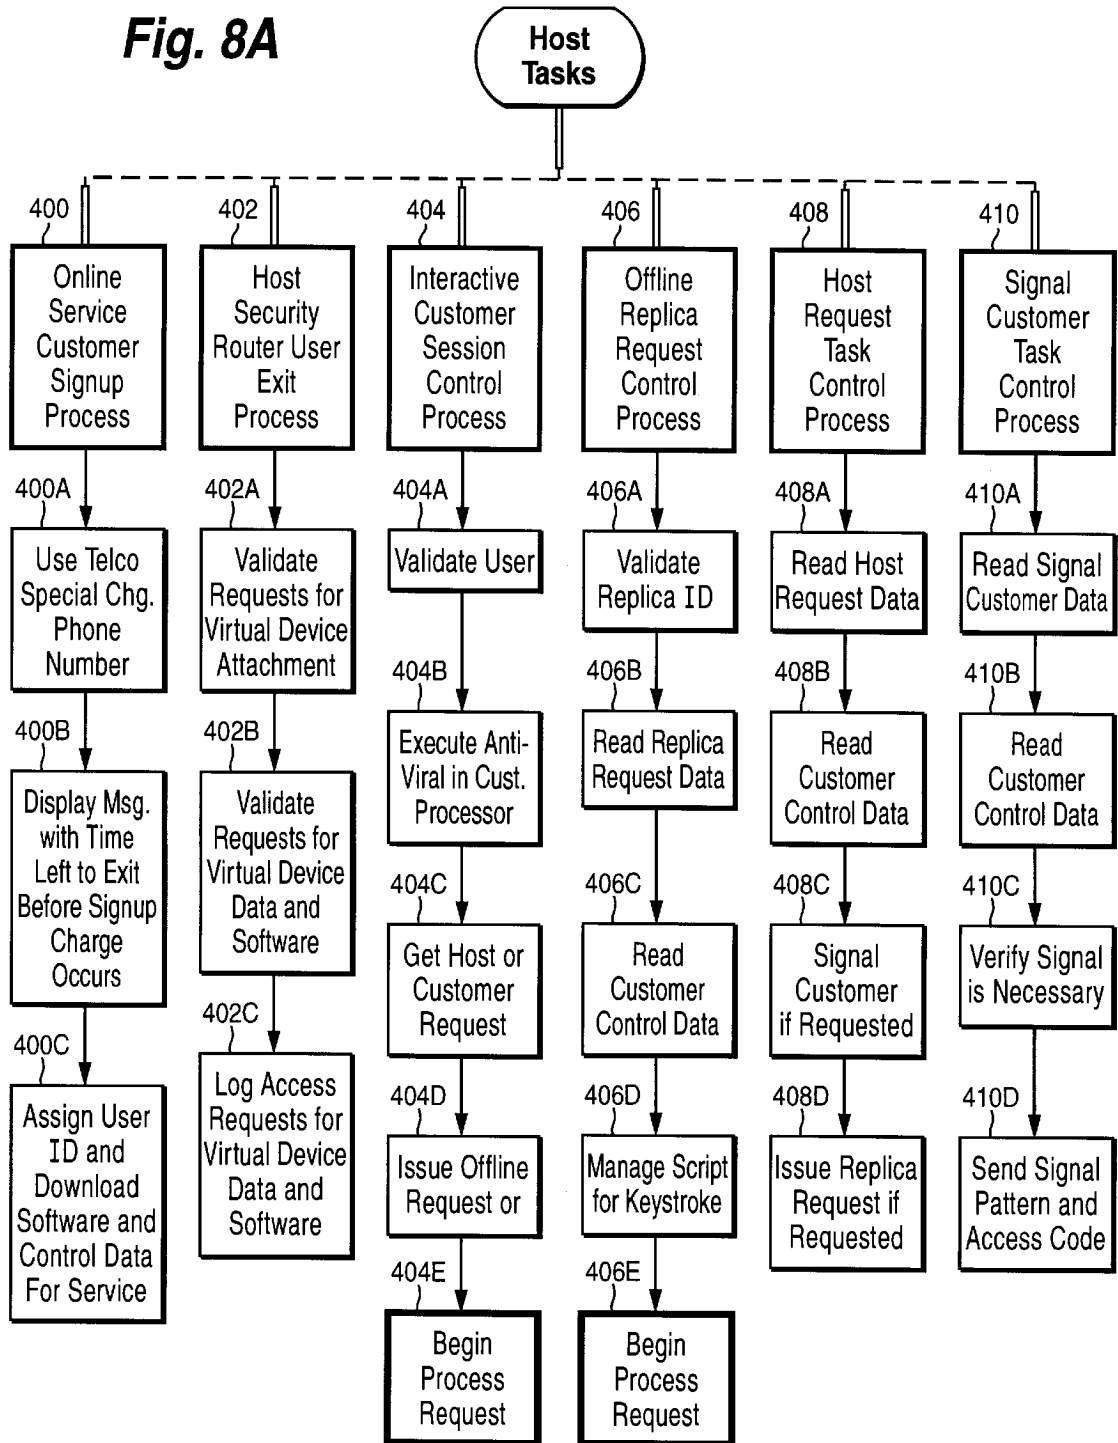 Fig. 8A
Host
Tasks
400
Online
Service
Customer
Signup
Process
400A
Use Telco
Special Chg.
Phone
Number
400B
Display Msg.
with Time
Left to Exit
Before Signup
Charge
Occurs
400C
Assign User
ID and
Download
Software and
Control Data
For Service
402
Host
Security
Router User
Exit
Process
402A
Validate
Requests for
Virtual Device
Attachment
402B
Validate
Requests for
Virtual Device
Data and
Software
402C
Log Access
Requests for
Virtual Device
Data and
Software
404
Interactive
Customer
Session
Control
Process
404A
Validate User
404B
Execute Anti-
Viral in Cust.
Processor
404C
Get Host or
Customer
Request
404D
Issue Offline
Request or
404E
Begin
Process
Request
406
Offline
Replica
Request
Control
Process
406A
Validate
Replica ID
406B
Read Replica
Request Data
406C
Read
Customer
Control Data
406D
Manage Script
for Keystroke
406E
Begin
Process
Request
408
Host
Request
Task
Control
Process
408A
Read Host
Request Data
408B
Read
Customer
Control Data
408C
Signal
Customer
if Requested
408D
Issue Replica
Request if
Requested
410
Signal
Customer
Task
Control
Process
410A
Read Signal
Customer Data
410B
Read
Customer
Control Data
410C
Verify Signal
is Necessary
410D
Send Signal
Pattern and
Access Code